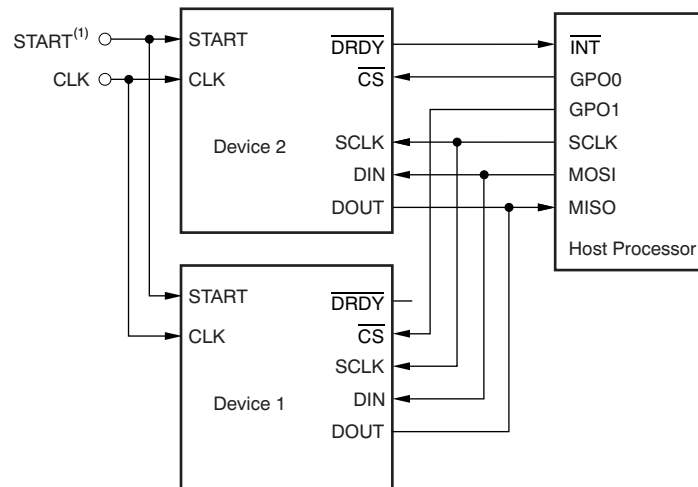 START(1)
CLK
START
CLK
Device 2
DRDY
CS
SCLK
DIN
DOUT
INT
GPO0
GPO1
SCLK
MOSI
MISO
Host Processor
START
CLK
Device 1
DRDY
CS
SCLK
DIN
DOUT